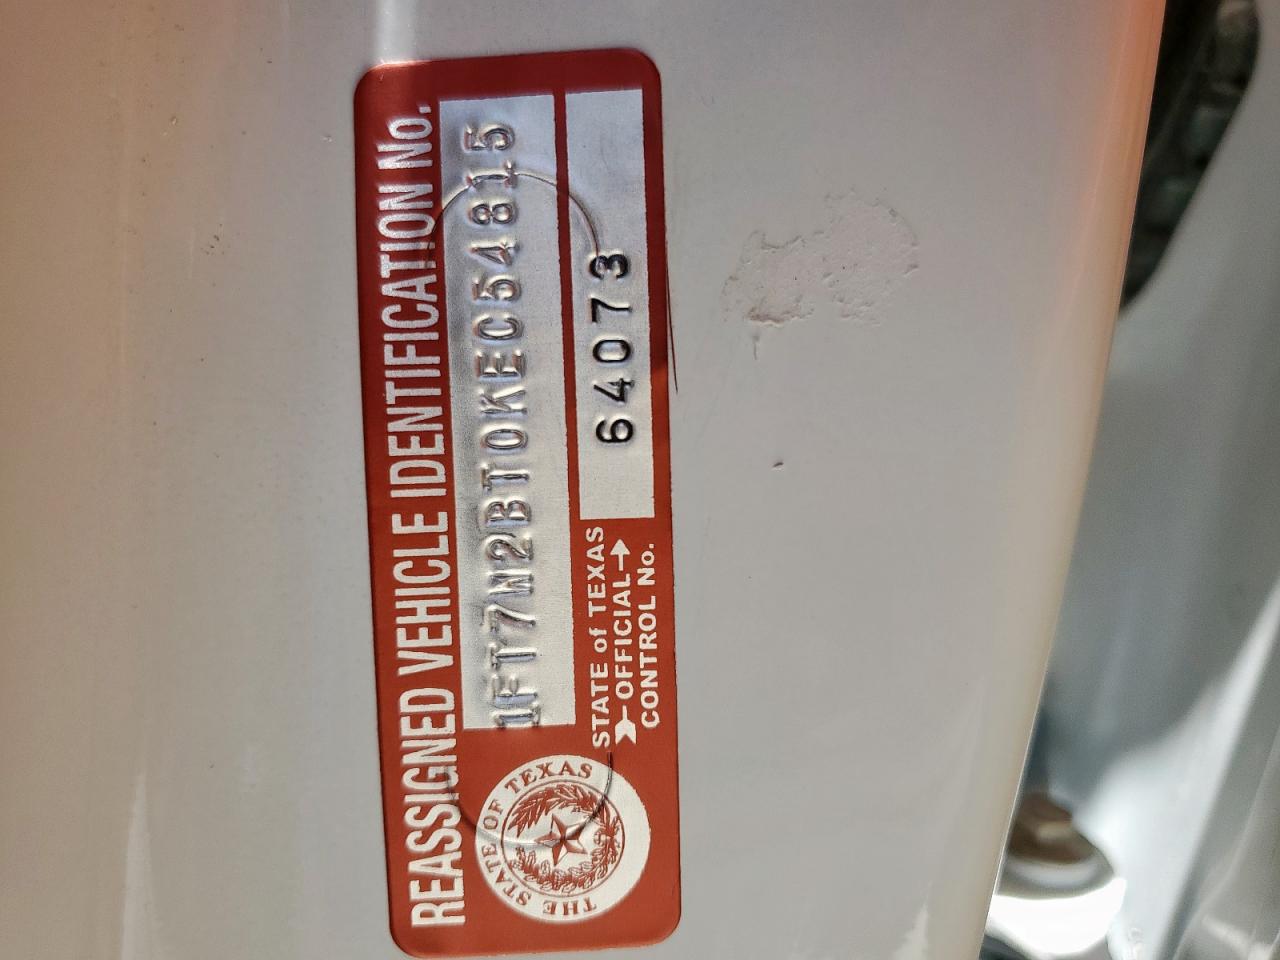 REASSIGNED VEHICLE IDENTIFICATION No.
1FT7W2BT0KEC54815
STATE of TEXAS
OFFICIAL
CONTROL No.
64073
THE STATE OF TEXAS